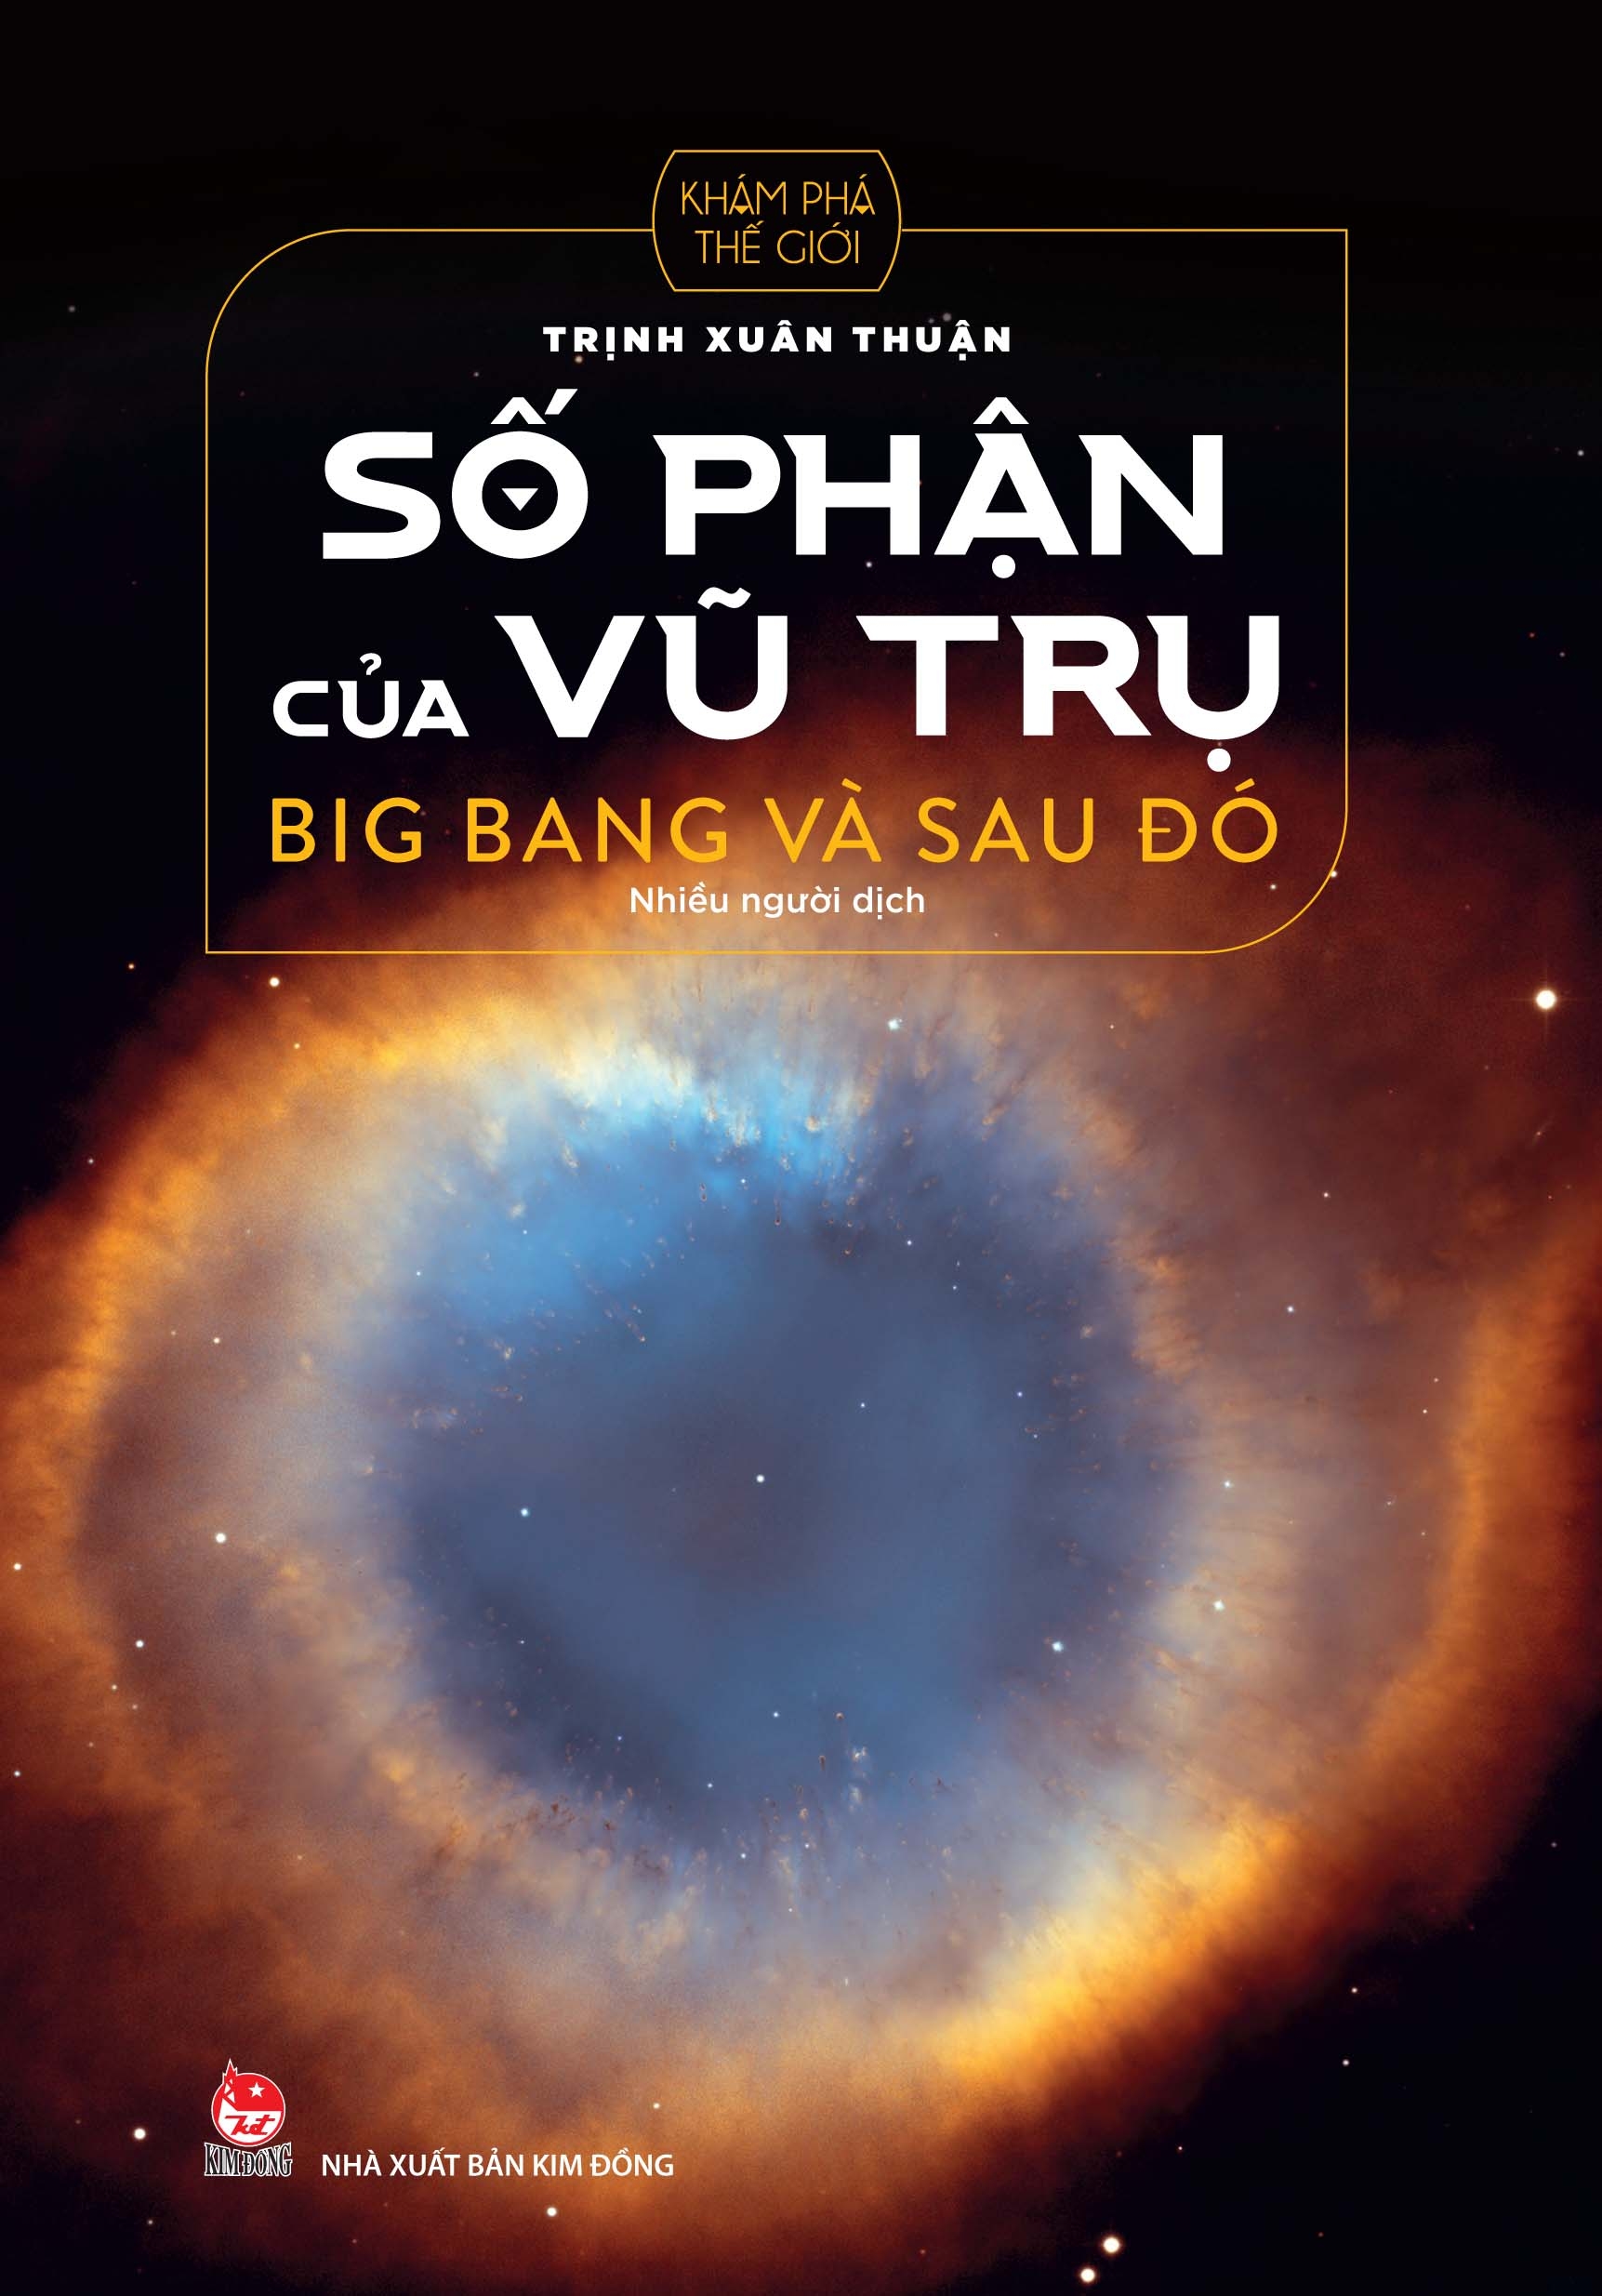 KHÁM PHÁ
THẾ GIỚI
TRỊNH XUÂN THUẬN
SỐ PHẬN
CỦA VŨ TRỤ
BIG BANG VÀ SAU ĐÓ
Nhiều người dịch
Kđ
KIM ĐỒNG
NHÀ XUẤT BẢN KIM ĐỒNG